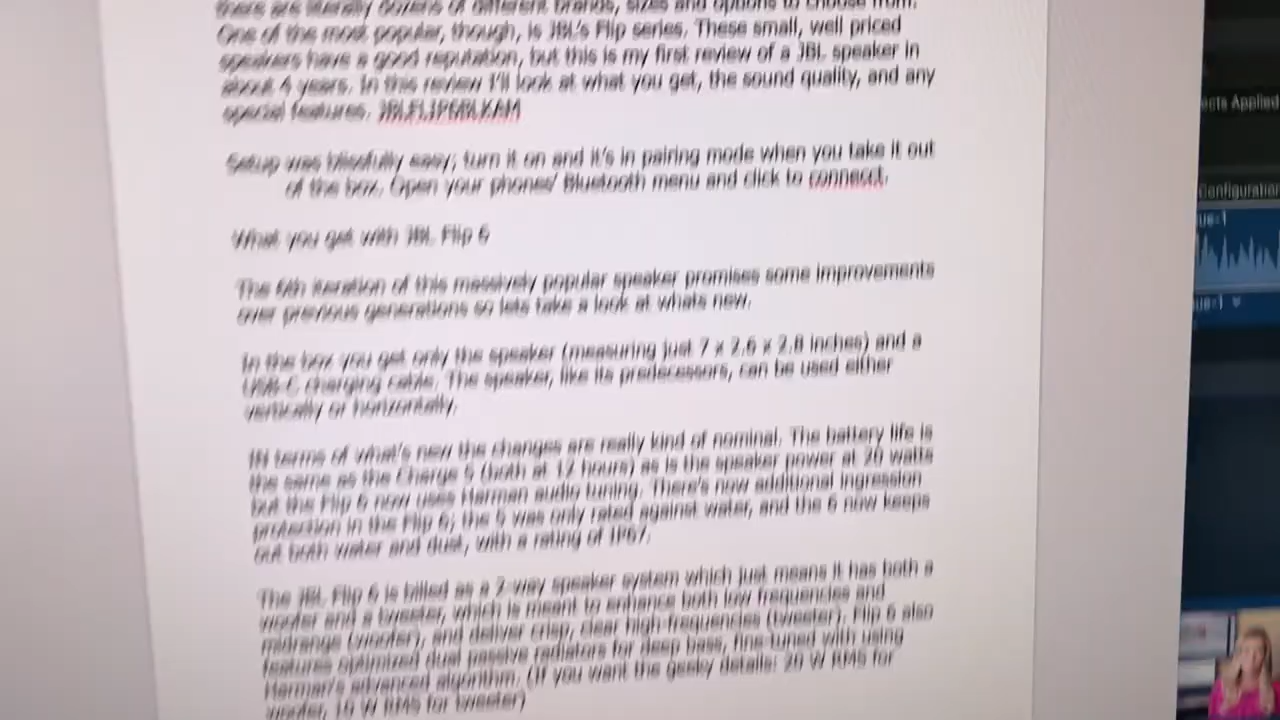 there are literally dozens of different brands, sizes and options to choose from.
One of the most popular, though, is JBL's Flip series. These small, well priced
speakers have a good reputation, but this is my first review of a JBL speaker in
about 4 years. In this review I'll look at what you get, the sound quality, and any
special features. JBLFLIP6BLKAM
Setup was blissfully easy; turn it on and it's in pairing mode when you take it out
of the box. Open your phones/ Bluetooth menu and click to connecct.
What you get with JBL Flip 6
The 6th iteration of this massively popular speaker promises some improvements
over previous generations so lets take a look at whats new.
In the box you get only the speaker (measuring just 7 x 2.6 x 2.8 inches) and a
USB-C charging cable. The speaker, like its predecessors, can be used either
vertically or horizontally.
IN terms of what's new the changes are really kind of nominal. The battery life is
the same as the Charge 5 (both at 12 hours) as is the speaker power at 20 watts
but the Flip 6 now uses Harman audio tuning. There's now additional ingression
protection in the Flip 6; the 5 was only rated against water, and the 6 now keeps
out both water and dust, with a rating of IP67.
The JBL Flip 6 is billed as a 2-way speaker system which just means it has both a
woofer and a tweeter, which is meant to enhance both low frequencies and
midrange (woofer), and deliver crisp, clear high frequencies (tweeter). Flip 6 also
features optimized dual passive radiators for deep bass, fine tuned with using
Harman's advanced algorithm. (If you want the geeky details: 20 W RMS for
woofer, 10 W RMS for tweeter)
ects Applied
Configuration
ue-1
ue-1